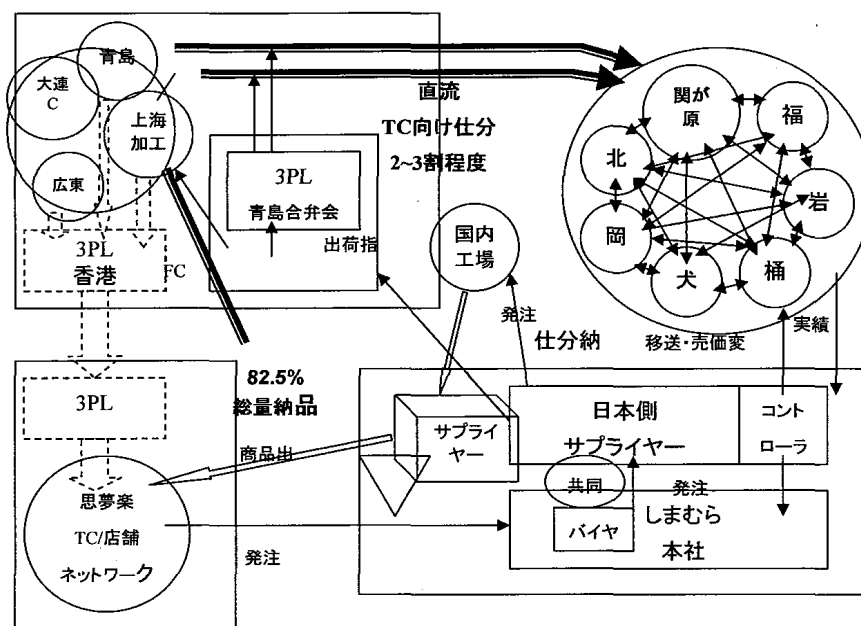 青島
大連
C
上海
加工
広東
3PL
香港
FC
3PL
青島合弁会
出荷指
直流
TC向け仕分
2~3割程度
関が
原
福
北
岩
岡
犬
桶
国内
工場
発注
仕分納
移送・売価変
実績
82.5%
総量納品
3PL
商品出
思夢楽
TC/店舗
ネットワーク
発注
サプライ
ヤー
日本側
サプライヤー
コント
ローラ
共同
発注
バイヤ
しまむら
本社